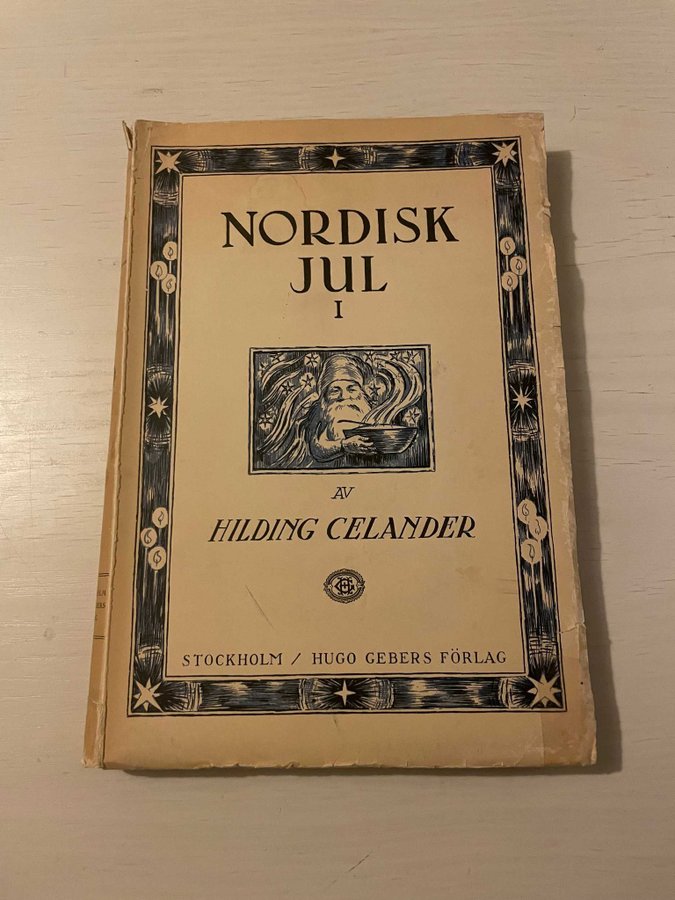 NORDISK
JUL
I
AV
HILDING CELANDER
STOCKHOLM / HUGO GEBERS FÖRLAG